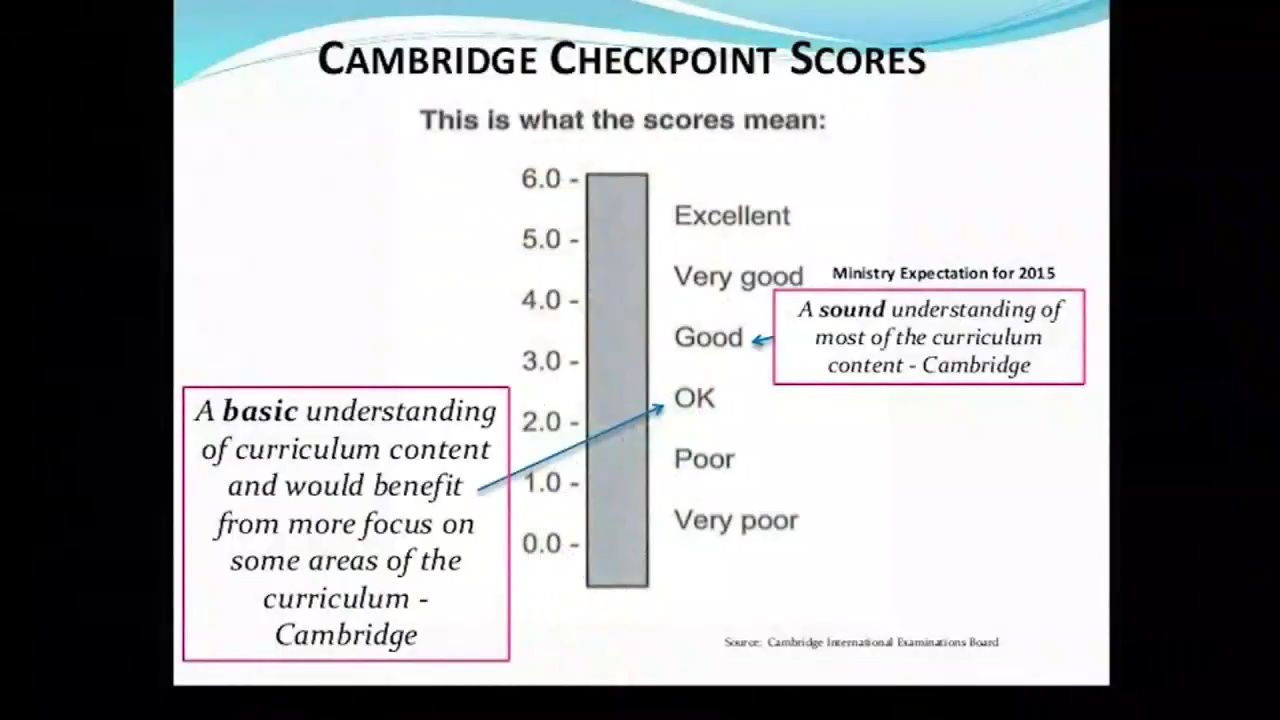 CAMBRIDGE CHECKPOINT SCORES
This is what the scores mean:
6.0 -
Excellent
5.0 -
Very good
Ministry Expectation for 2015
4.0 -
A sound understanding of
most of the curriculum
content - Cambridge
Good
3.0 -
OK
2.0 -
Poor
1.0 -
Very poor
0.0 -
A basic understanding
of curriculum content
and would benefit
from more focus on
some areas of the
curriculum -
Cambridge
Source: Cambridge International Examinations Board